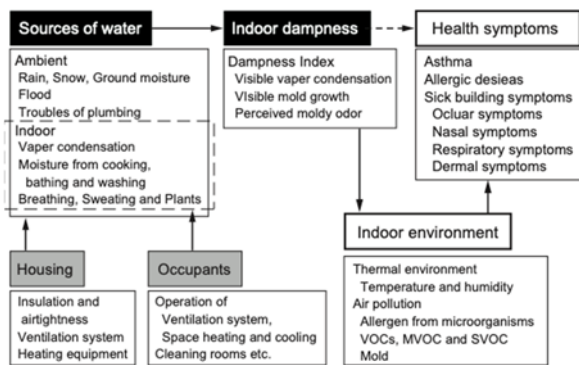 Sources of water
Ambient
Rain, Snow, Ground moisture
Flood
Troubles of plumbing
Indoor
Vaper condensation
Moisture from cooking,
bathing and washing
Breathing, Sweating and Plants
Indoor dampness
Dampness Index
Visible vaper condensation
VIsible mold growth
Perceived moldy odor
Health symptoms
Asthma
Allergic desieas
Sick building symptoms
Ocluar symptoms
Nasal symptoms
Respiratory symptoms
Dermal symptoms
Housing
Insulation and
airtightness
Ventilation system
Heating equipment
Occupants
Operation of
Ventilation system,
Space heating and cooling
Cleaning rooms etc.
Indoor environment
Thermal environment
Temperature and humidity
Air pollution
Allergen from microorganisms
VOCs, MVOC and SVOC
Mold